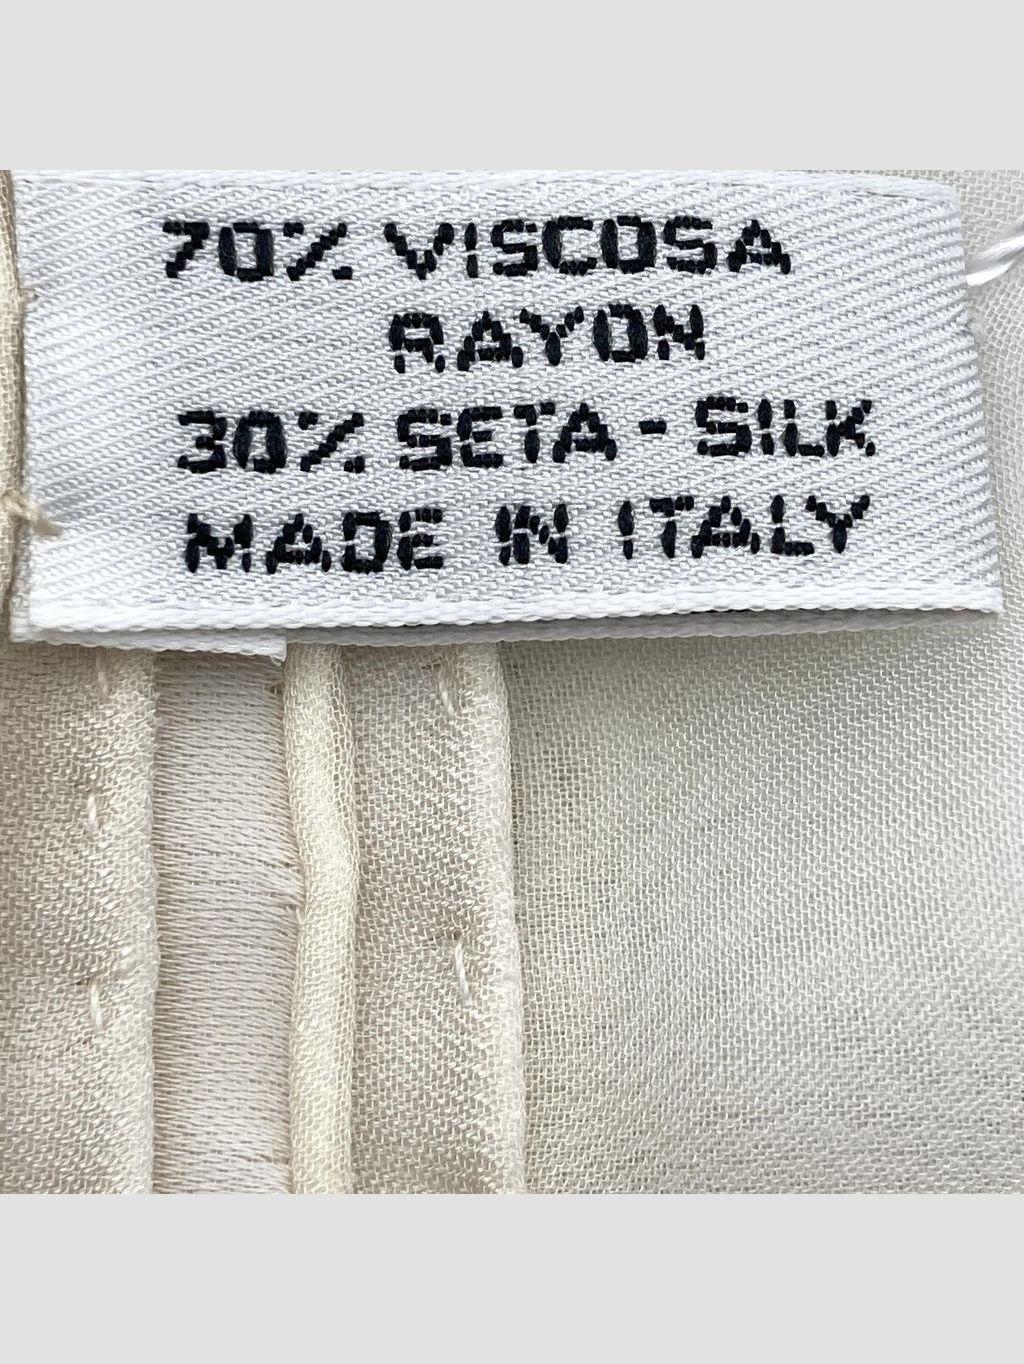 70% VISCOSA
RAYON
30% SETA - SILK
MADE IN ITALY